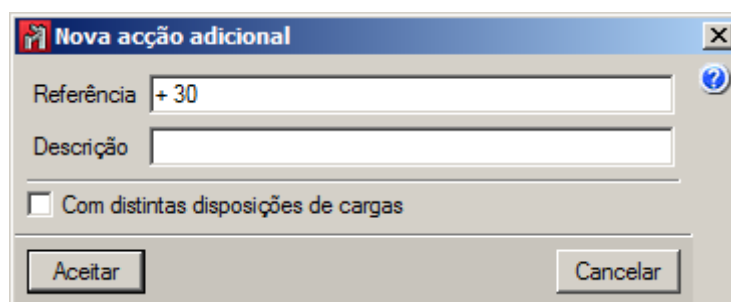 Nova acção adicional
Referência + 30
Descrição
Com distintas disposições de cargas
Aceitar Cancelar